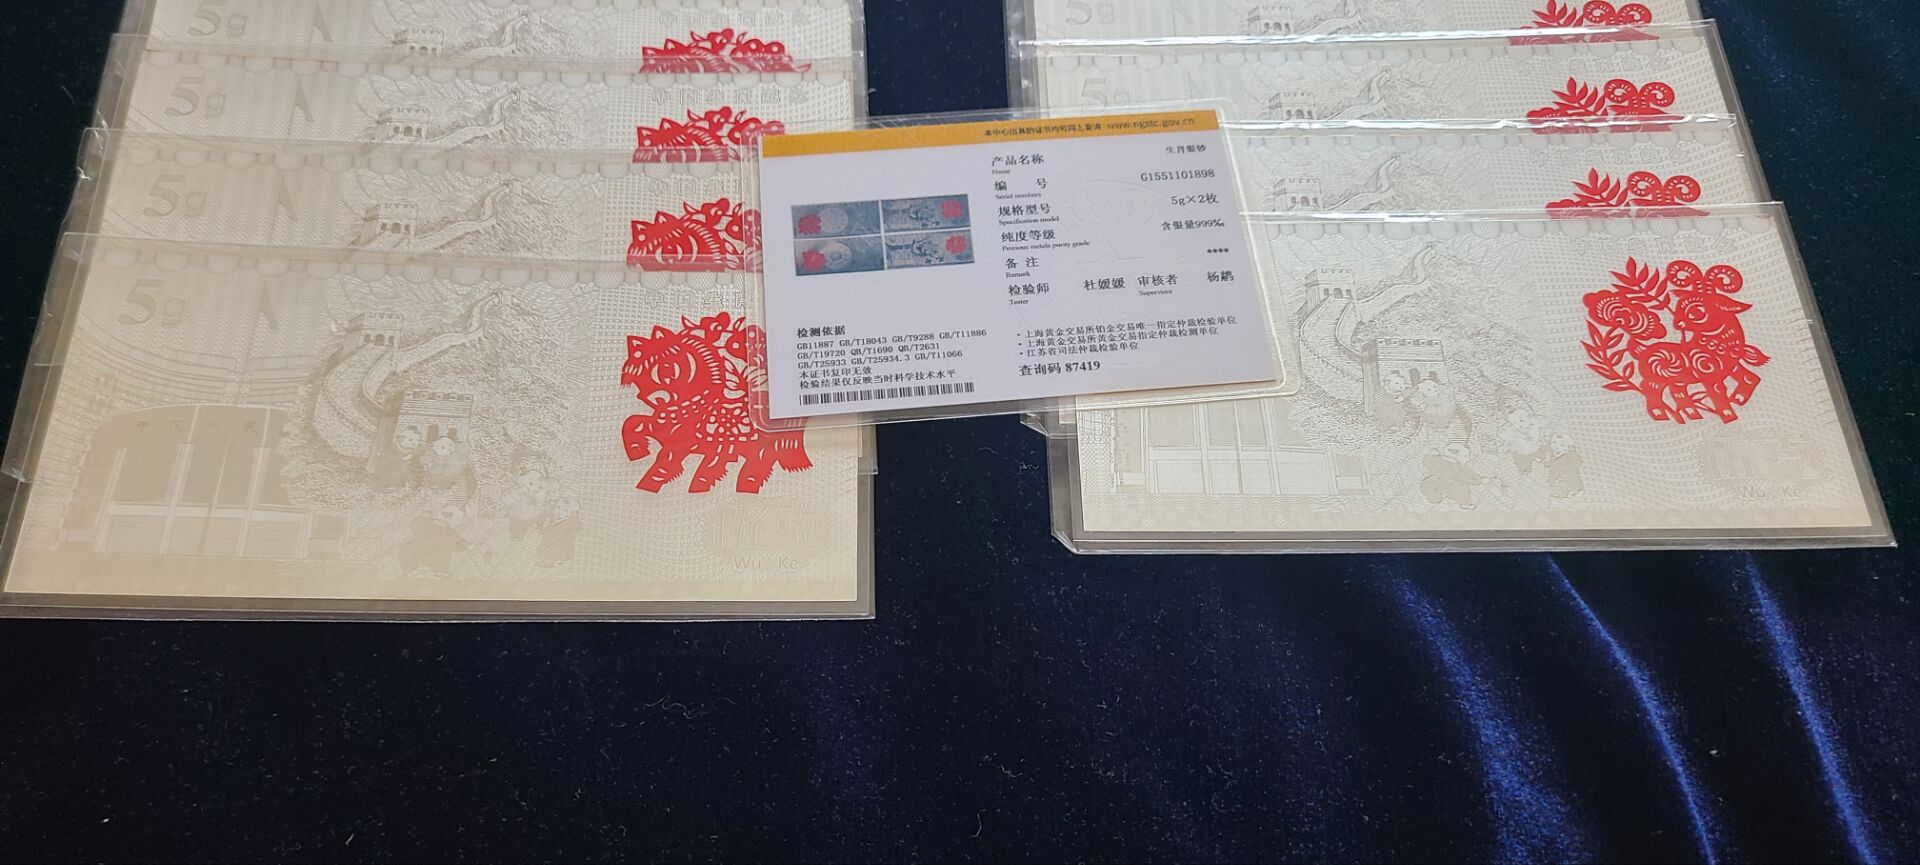 5g
5g
5g
5g
中国生肖
Wu Ke
5g
5g
Wu Ke
本中心出具的证书均可网上查询 www.ngstc.gov.cn
产品名称 生肖银钞
Name
编 号 G1551101898
Serial numbers
规格型号 5g×2枚
Specification model
纯度等级 含银量999‰
Precious metals purity grade
备 注 ****
Remark
检验师 杜媛媛 审核者 杨鹣
Tester Supervisor
检测依据
GB11887 GB/T18043 GB/T9288 GB/T11886
GB/T19720 QB/T1690 QB/T2631
GB/T25933 GB/T25934.3 GB/T11066
本证书复印无效
检验结果仅反映当时科学技术水平
·上海黄金交易所铂金交易唯一指定仲裁检验单位
·上海黄金交易所黄金交易指定仲裁检测单位
·江苏省司法仲裁检验单位
查询码 87419